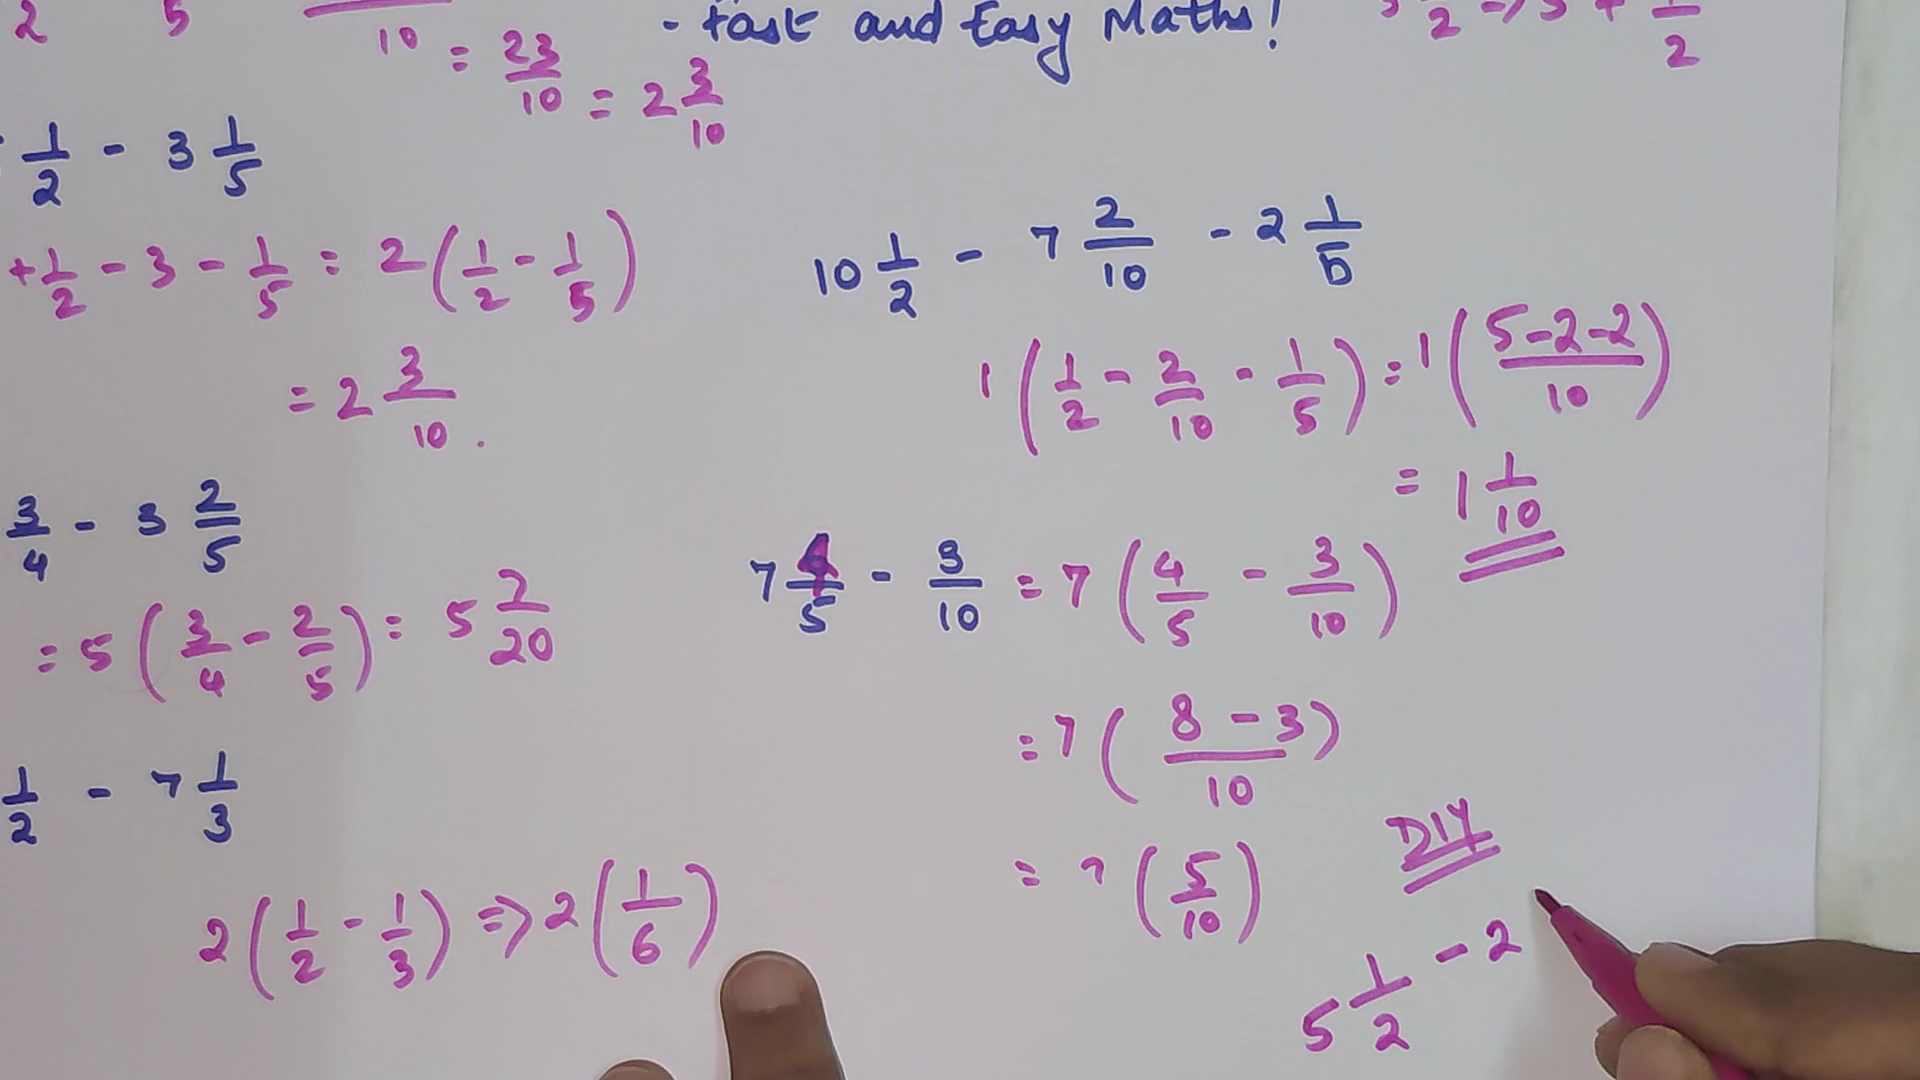 2 5 10 = 23/10 = 2 3/10
- Fast and Easy Maths!
2 => 5 + 1/2
1/2 - 3 1/5
+ 1/2 - 3 - 1/5 = 2 (1/2 - 1/5)
= 2 3/10 .
3/4 - 3 2/5
= 5 (3/4 - 2/5) = 5 7/20
1/2 - 7 1/3
2 (1/2 - 1/3) => 2 (1/6)
10 1/2 - 7 2/10 - 2 1/5
1 (1/2 - 2/10 - 1/5) = 1 (5-2-2/10)
= 1 1/10
7 4/5 - 3/10 = 7 (4/5 - 3/10)
= 7 (8 - 3/10)
= 7 (5/10)
DIY
5 1/2 - 2